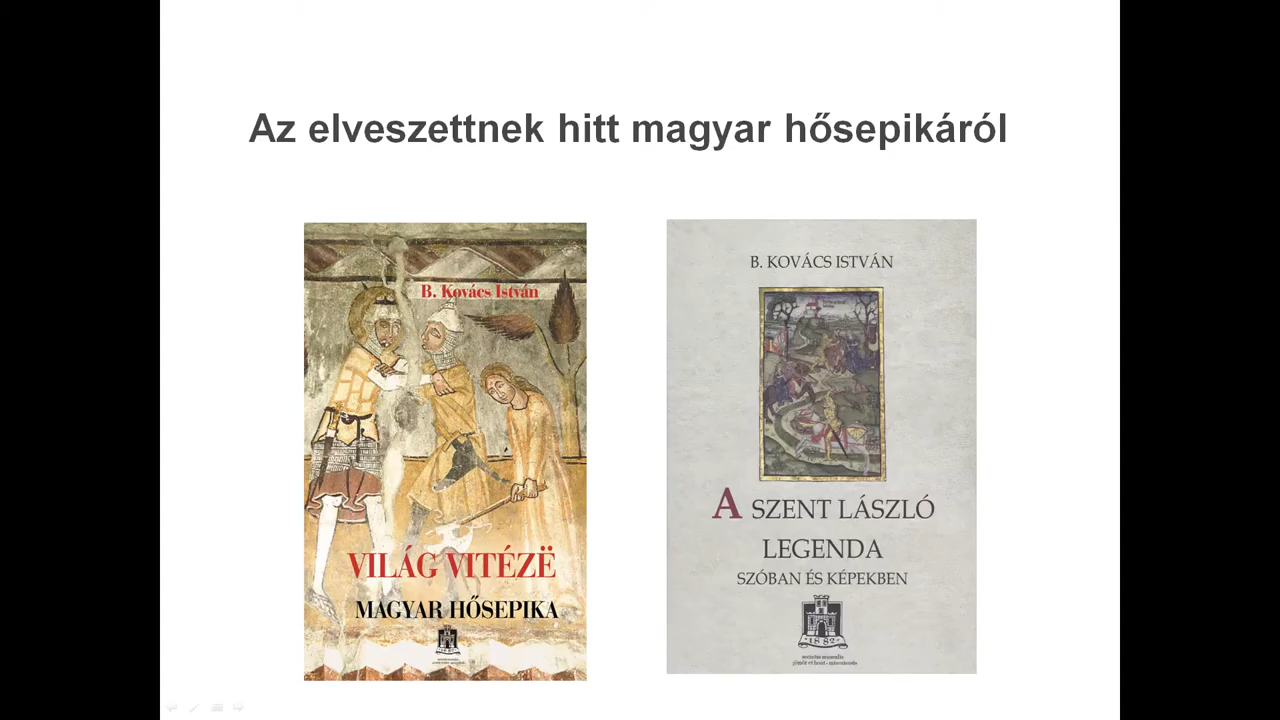 Az elveszettnek hitt magyar hősepikáról
B. Kovács István
VILÁG VITÉZË
MAGYAR HŐSEPIKA
B. KOVÁCS ISTVÁN
A SZENT LÁSZLÓ
LEGENDA
SZÓBAN ÉS KÉPEKBEN
1882